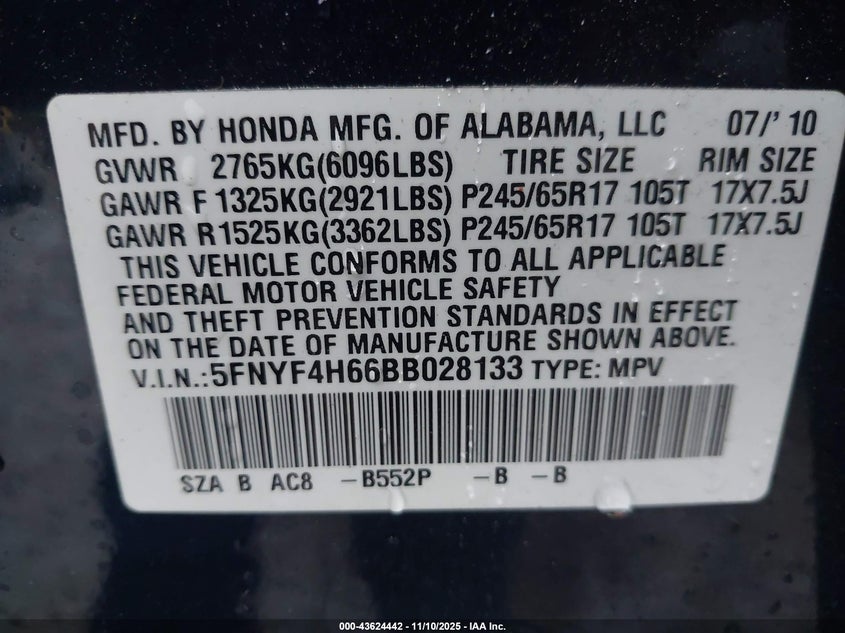 MFD. BY HONDA MFG. OF ALABAMA, LLC 07/' 10
GVWR 2765KG(6096LBS) TIRE SIZE RIM SIZE
GAWR F 1325KG(2921LBS) P245/65R17 105T 17X7.5J
GAWR R1525KG(3362LBS) P245/65R17 105T 17X7.5J
THIS VEHICLE CONFORMS TO ALL APPLICABLE
FEDERAL MOTOR VEHICLE SAFETY
AND THEFT PREVENTION STANDARDS IN EFFECT
ON THE DATE OF MANUFACTURE SHOWN ABOVE.
V.I.N.:5FNYF4H66BB028133 TYPE: MPV
SZA B AC8 -B552P -B -B
000-43624442 - 11/10/2025 - IAA Inc.